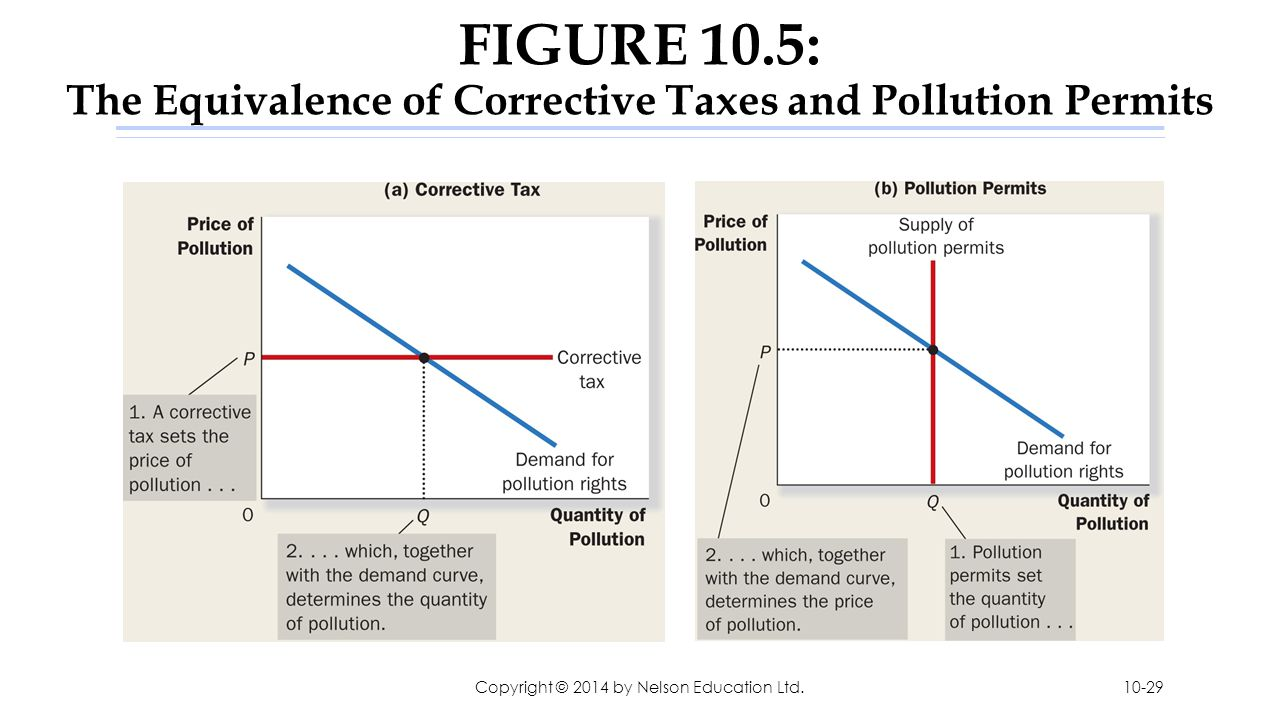 FIGURE 10.5:
The Equivalence of Corrective Taxes and Pollution Permits
(a) Corrective Tax
Price of
Pollution
P
Corrective
tax
1. A corrective
tax sets the
price of
pollution . . .
Demand for
pollution rights
0
Q
Quantity of
Pollution
2. . . . which, together
with the demand curve,
determines the quantity
of pollution.
(b) Pollution Permits
Price of
Pollution
Supply of
pollution permits
P
Demand for
pollution rights
0
Q
Quantity of
Pollution
2. . . . which, together
with the demand curve,
determines the price
of pollution.
1. Pollution
permits set
the quantity
of pollution . . .
Copyright © 2014 by Nelson Education Ltd.
10-29